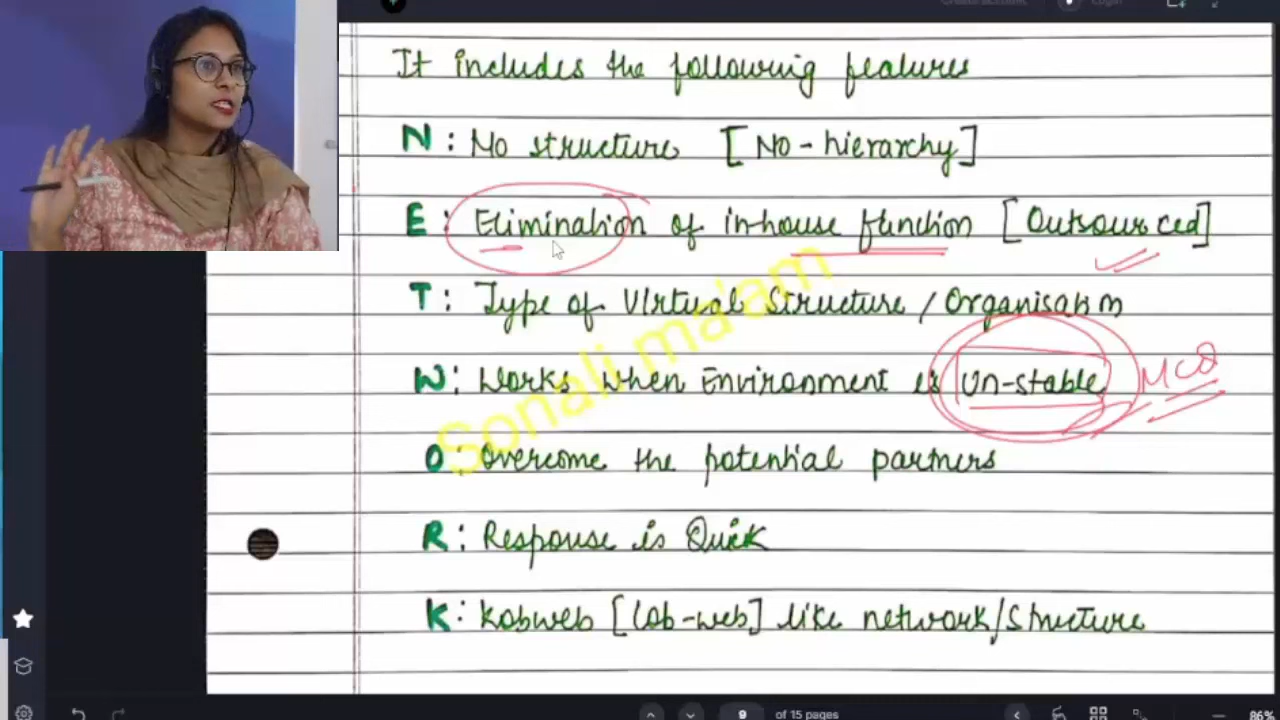 It includes the following features
N: No structure [No-hierarchy]
E: Elimination of in-house function [Outsourced]
T: Type of Virtual Structure / Organisation
W: Works when Environment is un-stable MCQ
O: Overcome the potential partners
R: Response is Quick
K: Kobweb [Cob-web] like network/Structure
Sonali ma'am
9 of 15 pages
86%